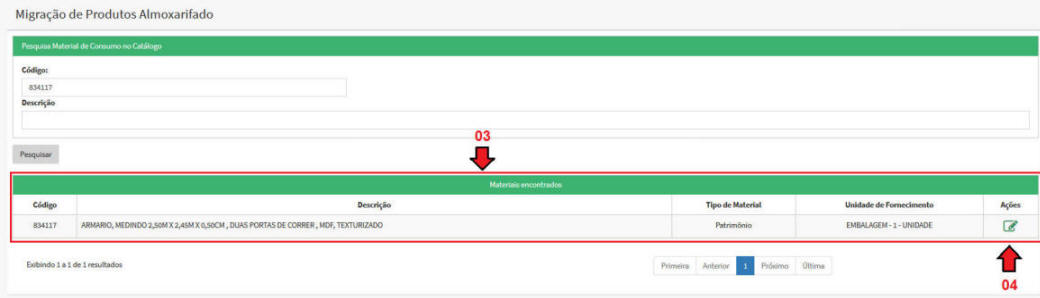 Migração de Produtos Almoxarifado
Pesquisa Material de Consumo no Catálogo
Código:
834117
Descrição
03
Pesquisar
Materiais encontrados
Código Descrição Tipo de Material Unidade de Fornecimento Ações
834117 ARMARIO, MEDINDO 2,50M X 2,45M X 0,50CM , DUAS PORTAS DE CORRER , MDF, TEXTURIZADO Patrimônio EMBALAGEM - 1 - UNIDADE
Exibindo 1 a 1 de 1 resultados Primeira Anterior 1 Próximo Última
04